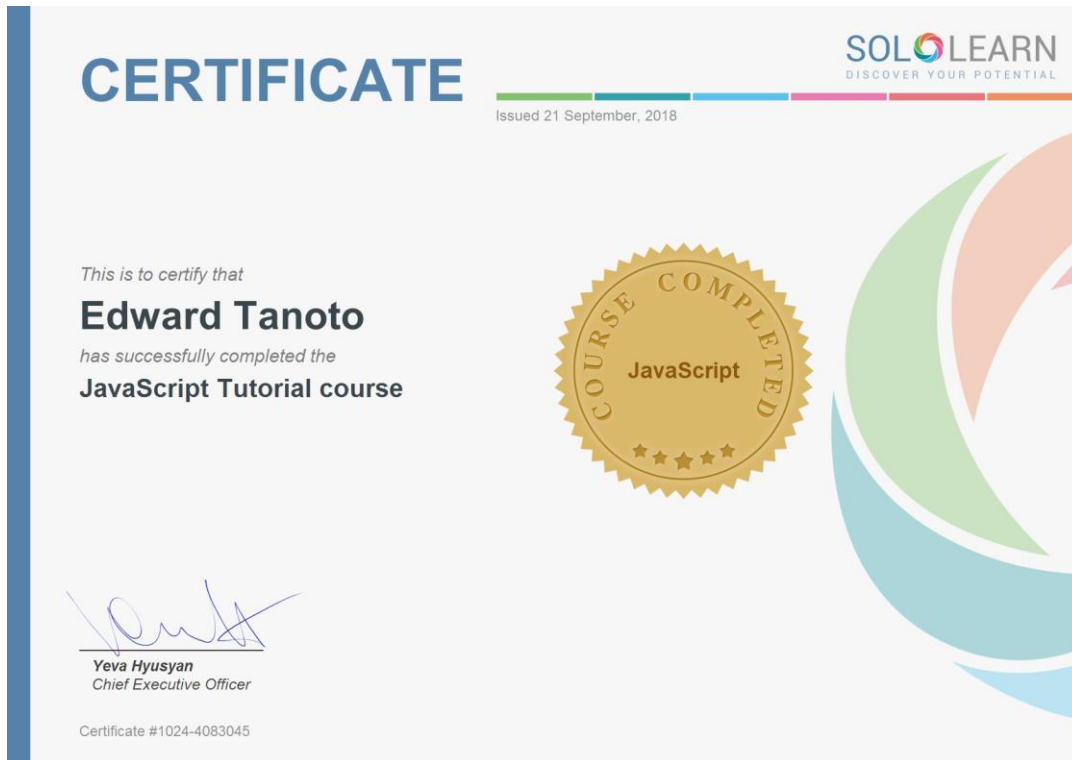 CERTIFICATE
SOLOLEARN
DISCOVER YOUR POTENTIAL
Issued 21 September, 2018
This is to certify that
Edward Tanoto
has successfully completed the
JavaScript Tutorial course
COURSE COMPLETED
JavaScript
Yeva Hyusyan
Chief Executive Officer
Certificate #1024-4083045